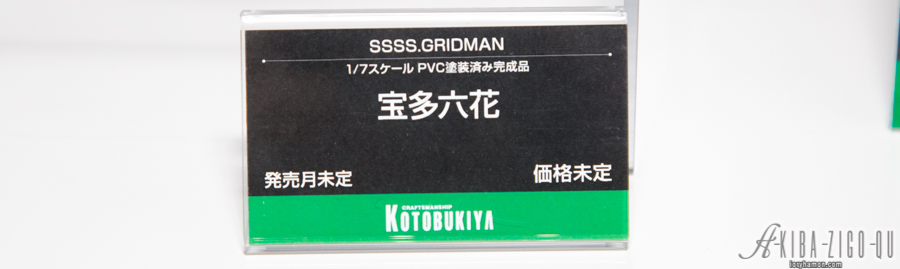 SSSS.GRIDMAN
1/7スケール PVC塗装済み完成品
宝多六花
発売月未定
価格未定
CRAFTSMANSHIP
KOTOBUKIYA
AKIBA-ZIGO-QU